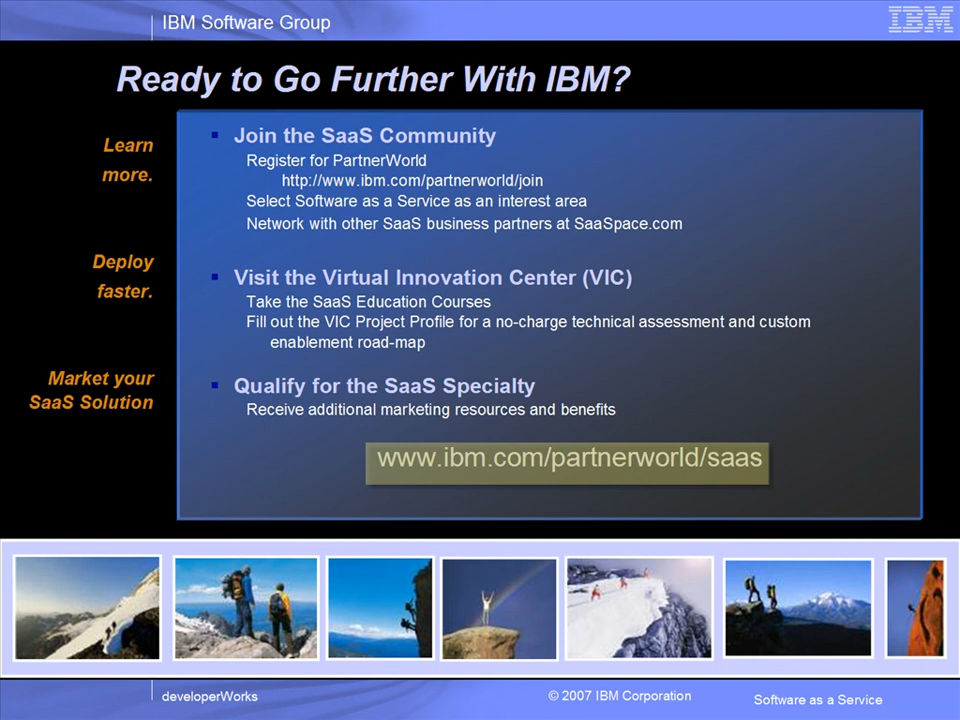 IBM Software Group
IBM
Ready to Go Further With IBM?
Learn
more.
Deploy
faster.
Market your
SaaS Solution
▪ Join the SaaS Community
Register for PartnerWorld
http://www.ibm.com/partnerworld/join
Select Software as a Service as an interest area
Network with other SaaS business partners at SaaSpace.com
▪ Visit the Virtual Innovation Center (VIC)
Take the SaaS Education Courses
Fill out the VIC Project Profile for a no-charge technical assessment and custom
enablement road-map
▪ Qualify for the SaaS Specialty
Receive additional marketing resources and benefits
www.ibm.com/partnerworld/saas
developerWorks
© 2007 IBM Corporation
Software as a Service